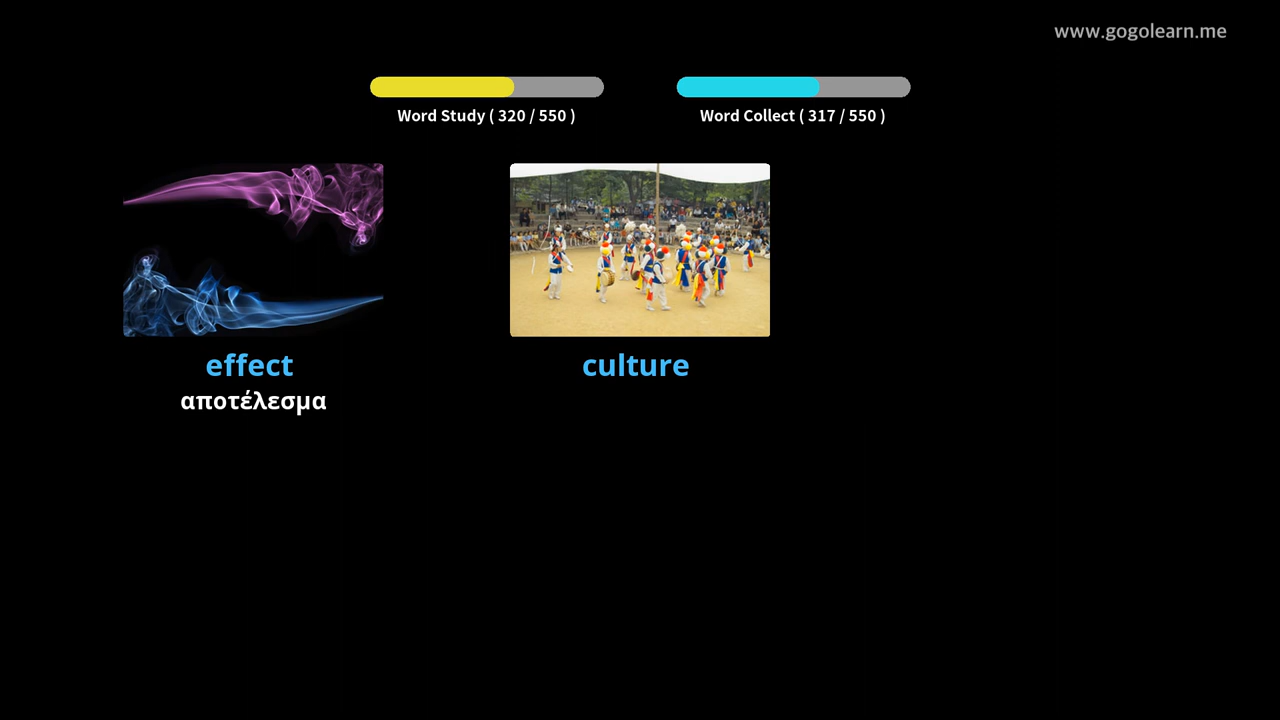 www.gogolearn.me
Word Study ( 320 / 550 )
Word Collect ( 317 / 550 )
effect
αποτέλεσμα
culture